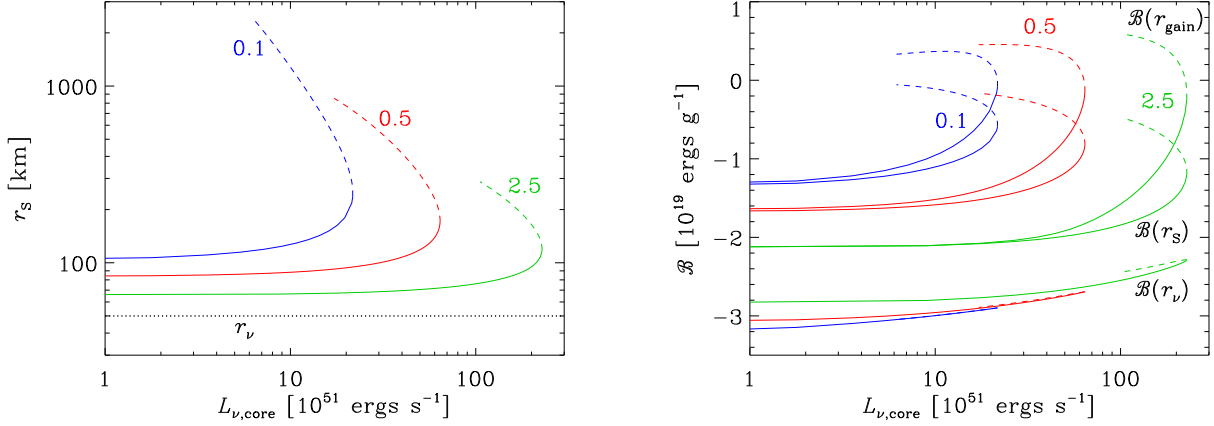 1000
100
r_S [km]
0.1
0.5
2.5
r_ν
1
10
100
L_ν,core [10^51 ergs s^−1]
1
0
−1
−2
−3
ℬ [10^19 ergs g^−1]
0.5
ℬ(r_gain)
2.5
0.1
ℬ(r_S)
ℬ(r_ν)
1
10
100
L_ν,core [10^51 ergs s^−1]